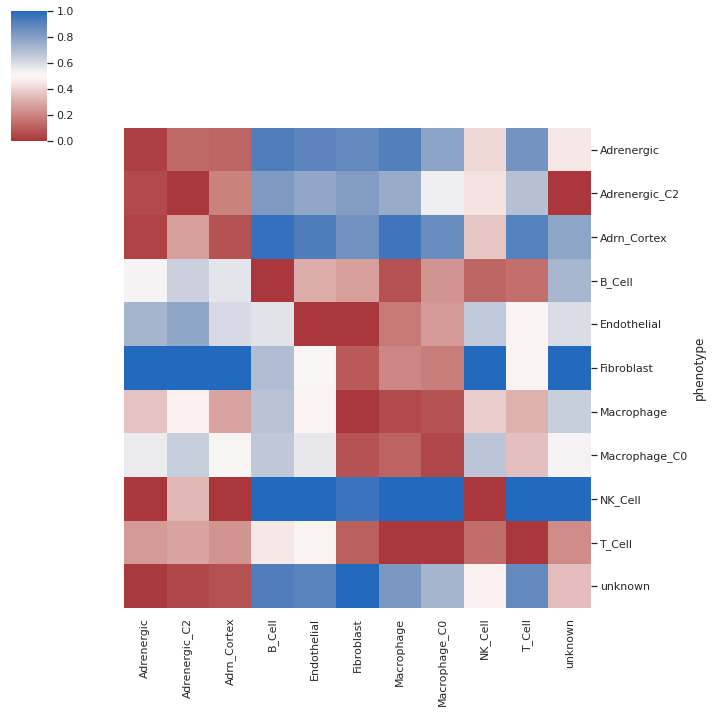 1.0
0.8
0.6
0.4
0.2
0.0
Adrenergic
Adrenergic_C2
Adrn_Cortex
B_Cell
Endothelial
Fibroblast
Macrophage
Macrophage_C0
NK_Cell
T_Cell
unknown
phenotype
Adrenergic
Adrenergic_C2
Adrn_Cortex
B_Cell
Endothelial
Fibroblast
Macrophage
Macrophage_C0
NK_Cell
T_Cell
unknown